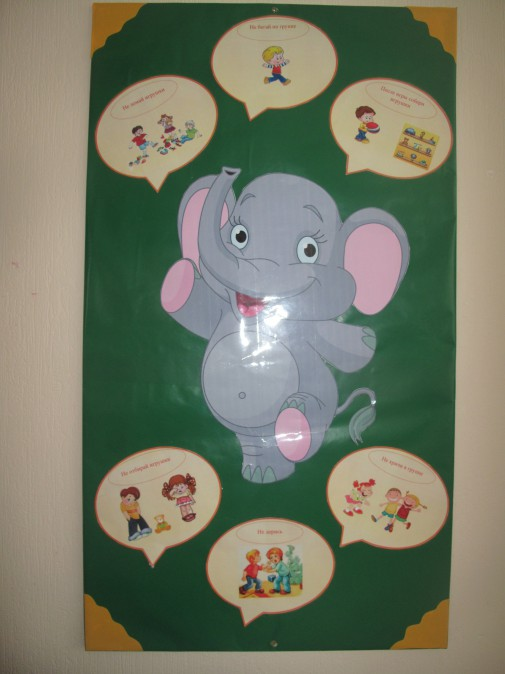 Не бегай по группе
Не ломай игрушки
После игры собери
игрушки
Не отбирай игрушки
Не кричи в группе
Не дерись